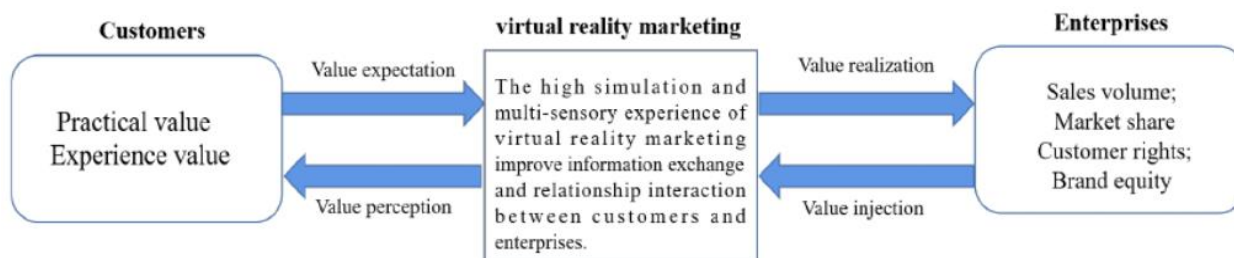 Customers
Practical value
Experience value
Value expectation
Value perception
virtual reality marketing
The high simulation and
multi-sensory experience of
virtual reality marketing
improve information exchange
and relationship interaction
between customers and
enterprises.
Value realization
Value injection
Enterprises
Sales volume;
Market share
Customer rights;
Brand equity